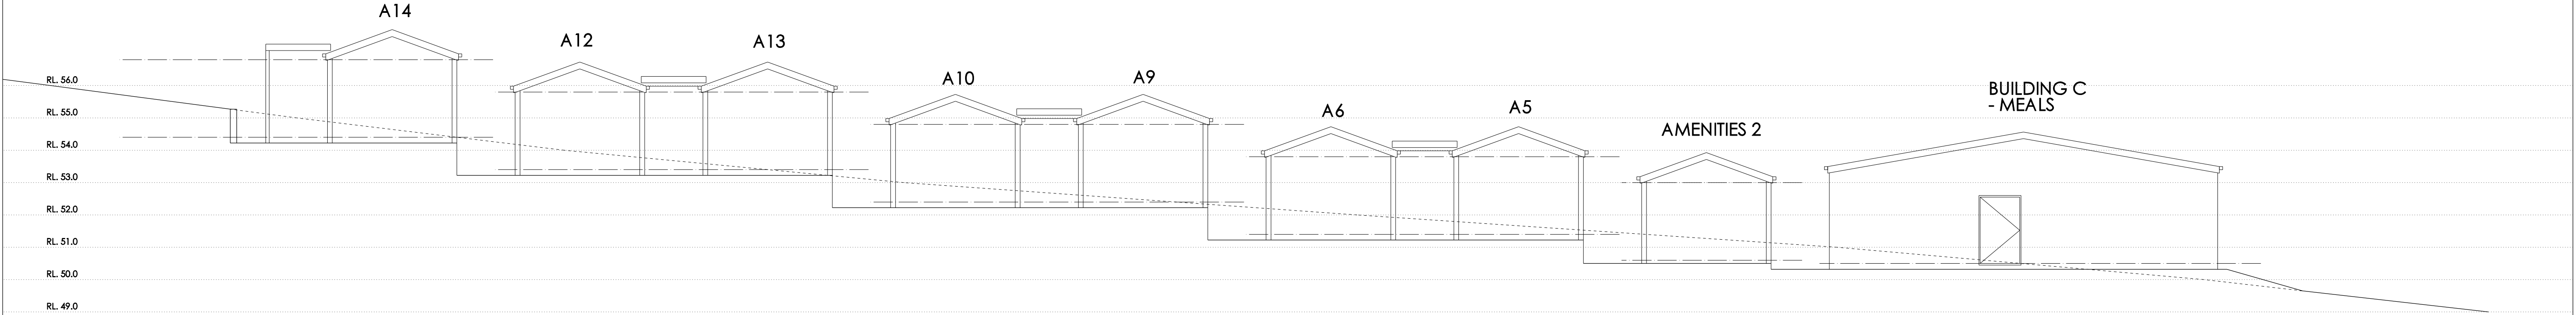 A14
A12
A13
A10
A9
A6
A5
AMENITIES 2
BUILDING C
- MEALS
RL. 56.0
RL. 55.0
RL. 54.0
RL. 53.0
RL. 52.0
RL. 51.0
RL. 50.0
RL. 49.0